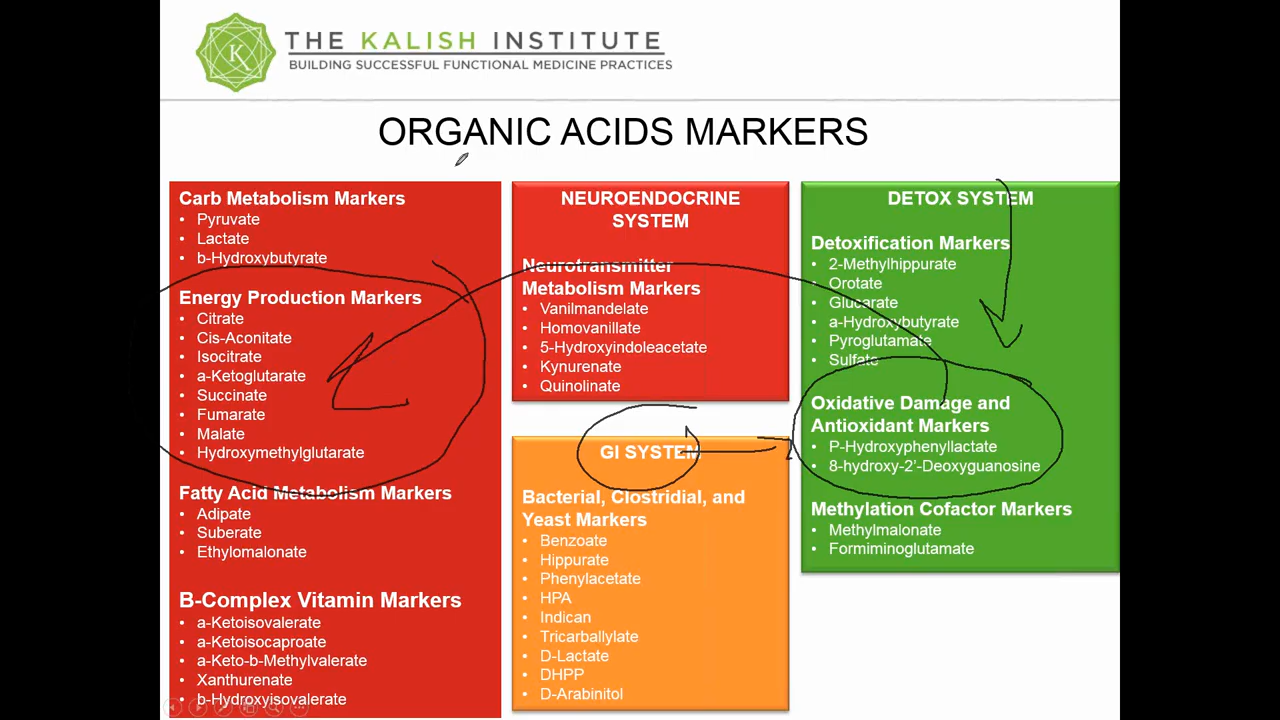 THE KALISH INSTITUTE
BUILDING SUCCESSFUL FUNCTIONAL MEDICINE PRACTICES
K
ORGANIC ACIDS MARKERS
Carb Metabolism Markers
• Pyruvate
• Lactate
• b-Hydroxybutyrate
Energy Production Markers
• Citrate
• Cis-Aconitate
• Isocitrate
• a-Ketoglutarate
• Succinate
• Fumarate
• Malate
• Hydroxymethylglutarate
Fatty Acid Metabolism Markers
• Adipate
• Suberate
• Ethylomalonate
B-Complex Vitamin Markers
• a-Ketoisovalerate
• a-Ketoisocaproate
• a-Keto-b-Methylvalerate
• Xanthurenate
• b-Hydroxyisovalerate
NEUROENDOCRINE
SYSTEM
Neurotransmitter
Metabolism Markers
• Vanilmandelate
• Homovanillate
• 5-Hydroxyindoleacetate
• Kynurenate
• Quinolinate
GI SYSTEM
Bacterial, Clostridial, and
Yeast Markers
• Benzoate
• Hippurate
• Phenylacetate
• HPA
• Indican
• Tricarballylate
• D-Lactate
• DHPP
• D-Arabinitol
DETOX SYSTEM
Detoxification Markers
• 2-Methylhippurate
• Orotate
• Glucarate
• a-Hydroxybutyrate
• Pyroglutamate
• Sulfate
Oxidative Damage and
Antioxidant Markers
• P-Hydroxyphenyllactate
• 8-hydroxy-2'-Deoxyguanosine
Methylation Cofactor Markers
• Methylmalonate
• Formiminoglutamate